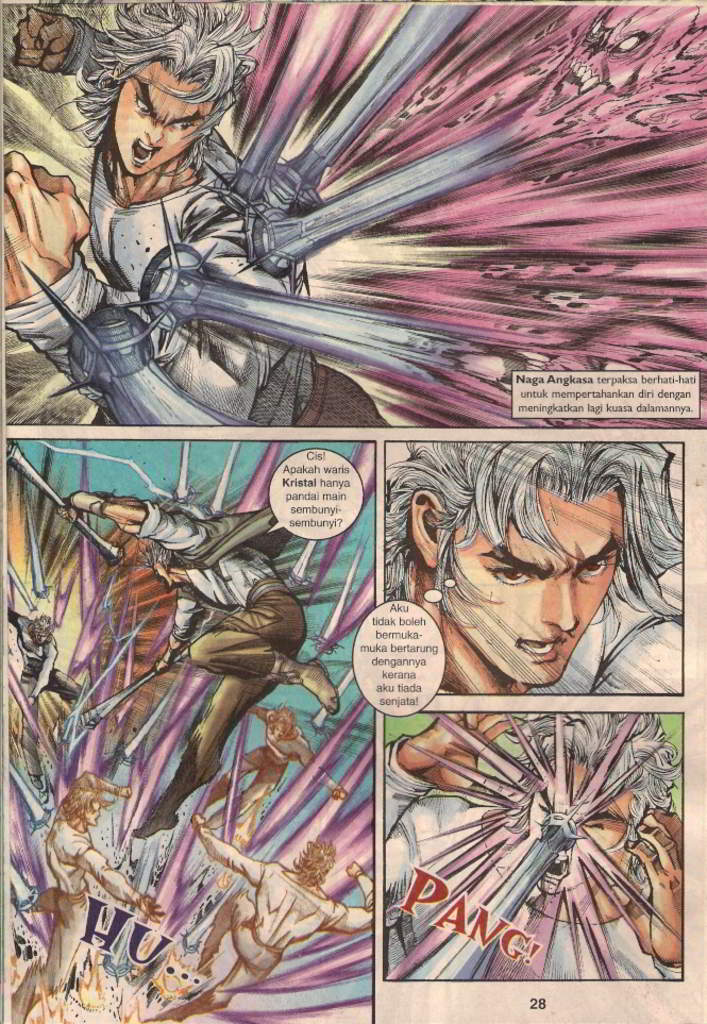 Naga Angkasa terpaksa berhati-hati
untuk mempertahankan diri dengan
meningkatkan lagi kuasa dalamannya.
Cis!
Apakah waris
Kristal hanya
pandai main
sembunyi-
sembunyi?
Aku
tidak boleh
bermuka-
muka bertarung
dengannya
kerana
aku tiada
senjata!
HU
PANG!
28